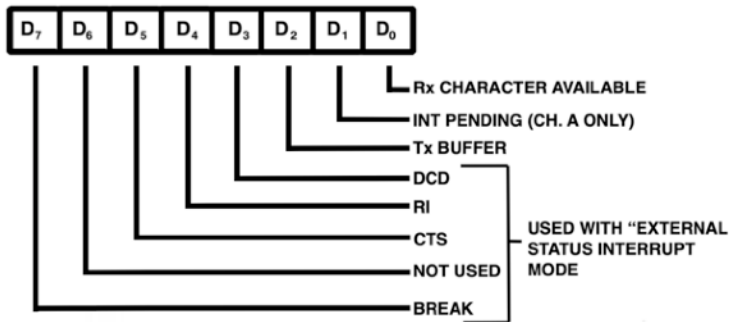 D₇ D₆ D₅ D₄ D₃ D₂ D₁ D₀
Rx CHARACTER AVAILABLE
INT PENDING (CH. A ONLY)
Tx BUFFER
DCD
RI
CTS
NOT USED
BREAK
USED WITH “EXTERNAL
STATUS INTERRUPT
MODE